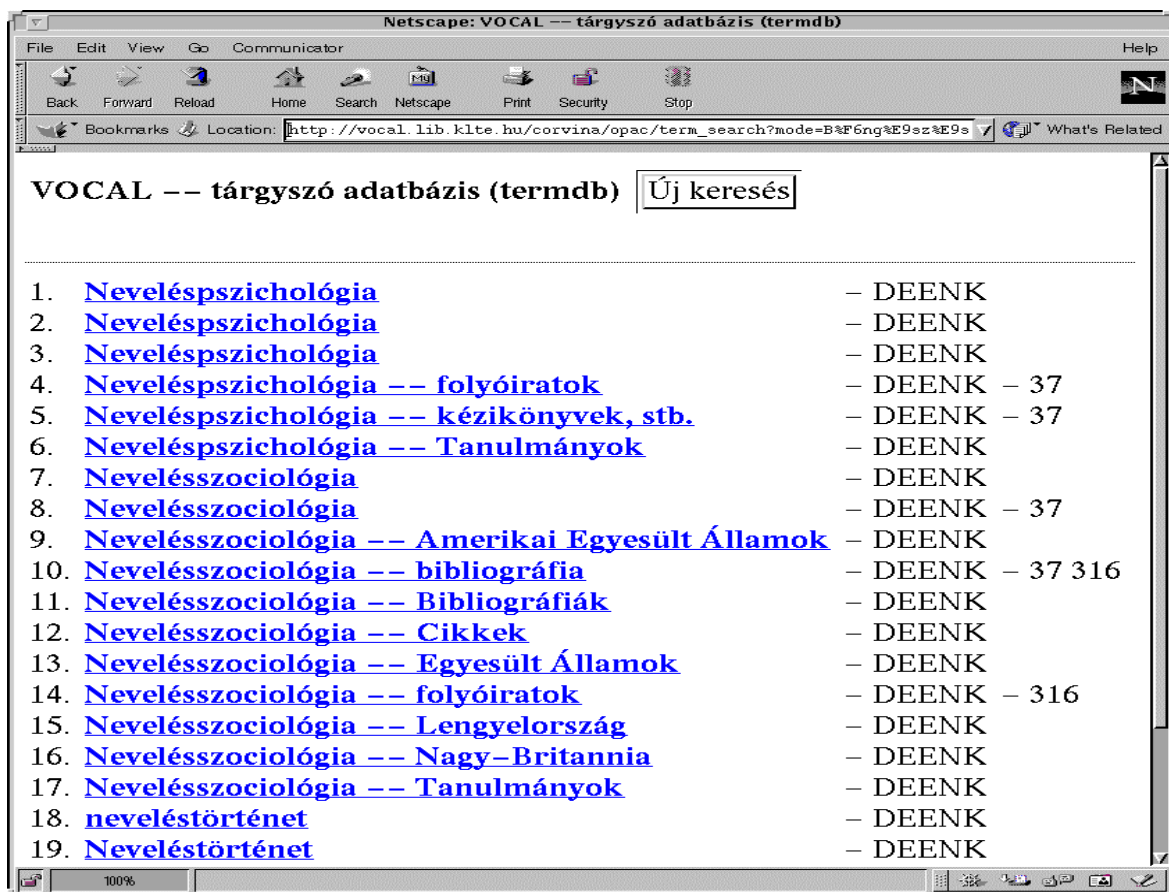 Netscape: VOCAL –– tárgyszó adatbázis (termdb)
File Edit View Go Communicator Help
Back Forward Reload Home Search Netscape Print Security Stop
Bookmarks Location: http://vocal.lib.klte.hu/corvina/opac/term_search?mode=B%F6ng%E9sz%E9s What's Related
VOCAL –– tárgyszó adatbázis (termdb) Új keresés
1. Neveléspszichológia – DEENK
2. Neveléspszichológia – DEENK
3. Neveléspszichológia – DEENK
4. Neveléspszichológia –– folyóiratok – DEENK – 37
5. Neveléspszichológia –– kézikönyvek, stb. – DEENK – 37
6. Neveléspszichológia –– Tanulmányok – DEENK
7. Nevelésszociológia – DEENK
8. Nevelésszociológia – DEENK – 37
9. Nevelésszociológia –– Amerikai Egyesült Államok – DEENK
10. Nevelésszociológia –– bibliográfia – DEENK – 37 316
11. Nevelésszociológia –– Bibliográfiák – DEENK
12. Nevelésszociológia –– Cikkek – DEENK
13. Nevelésszociológia –– Egyesült Államok – DEENK
14. Nevelésszociológia –– folyóiratok – DEENK – 316
15. Nevelésszociológia –– Lengyelország – DEENK
16. Nevelésszociológia –– Nagy–Britannia – DEENK
17. Nevelésszociológia –– Tanulmányok – DEENK
18. neveléstörténet – DEENK
19. Neveléstörténet – DEENK
100%